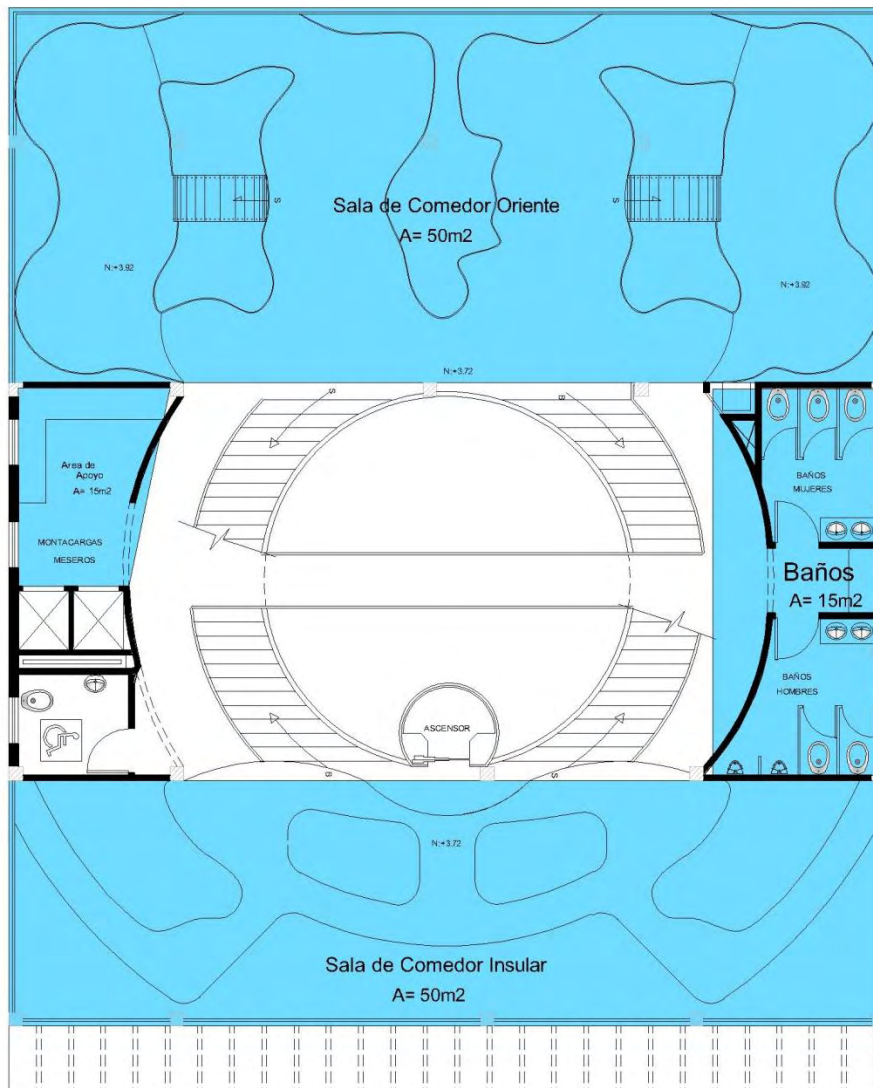 Sala de Comedor Oriente
A= 50m2
S
S
N:+3.92
N:+3.92
N:+3.72
S
B
Area de
Apoyo
A= 15m2
MONTACARGAS
MESEROS
BAÑOS
MUJERES
Baños
A= 15m2
BAÑOS
HOMBRES
ASCENSOR
B
S
N:+3.72
Sala de Comedor Insular
A= 50m2